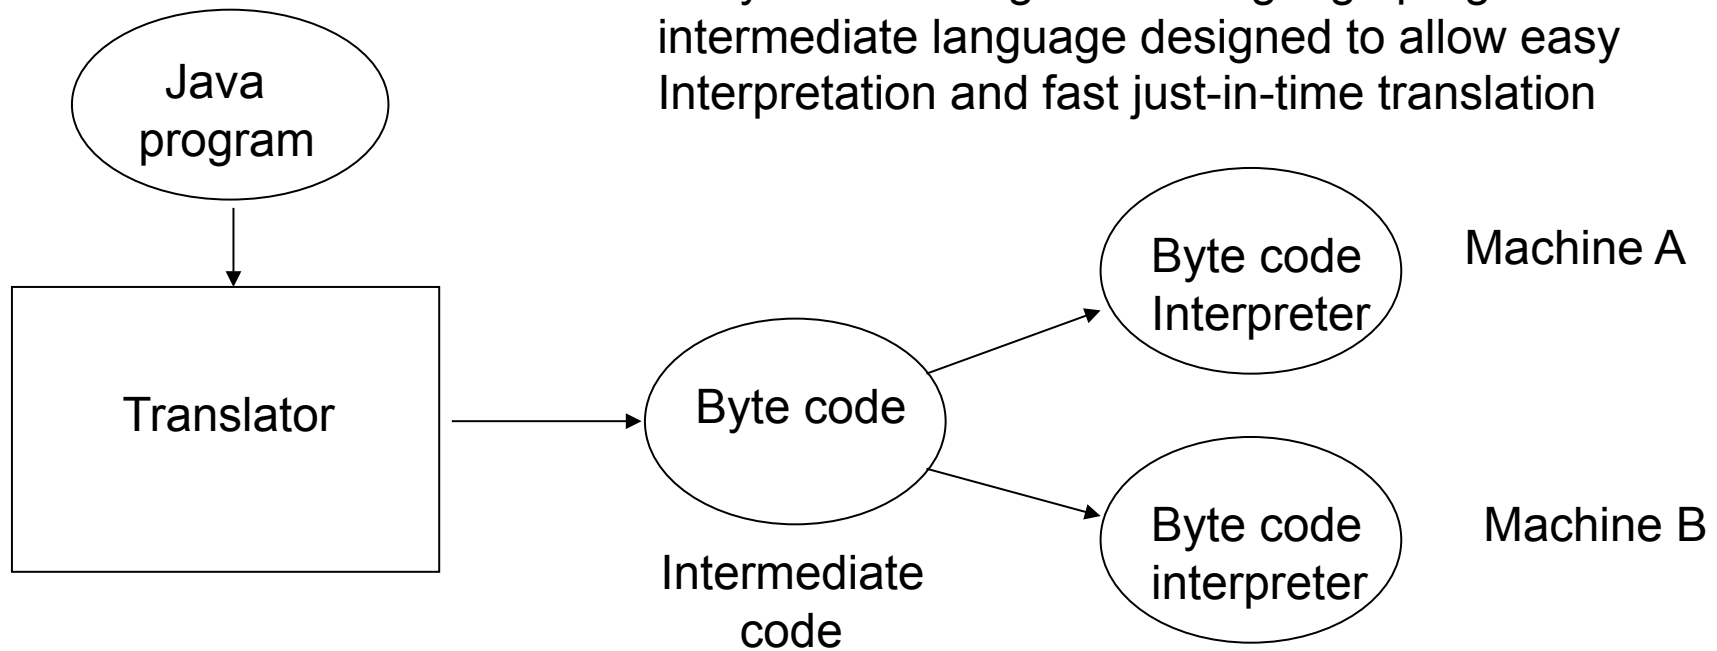 intermediate language designed to allow easy
Interpretation and fast just-in-time translation
Java
program
Translator
Byte code
Intermediate
code
Byte code
Interpreter
Machine A
Byte code
interpreter
Machine B